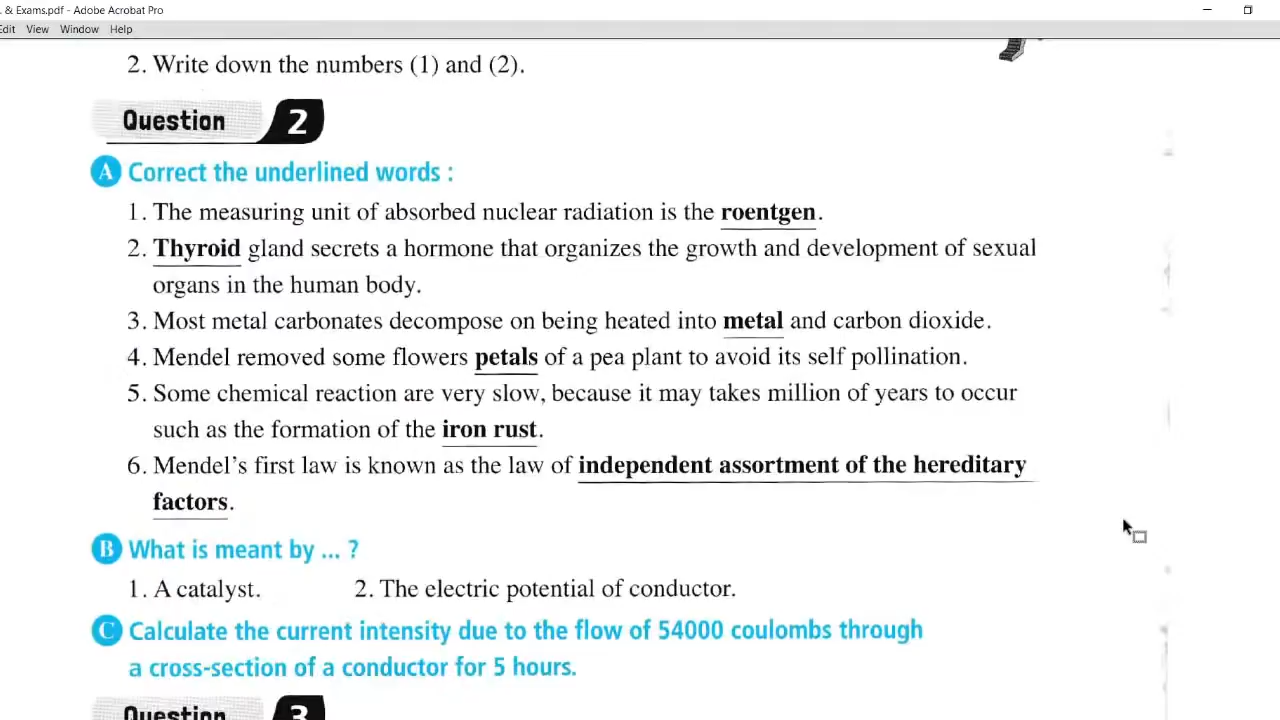 . & Exams.pdf - Adobe Acrobat Pro
Edit View Window Help
2. Write down the numbers (1) and (2).
Question 2
A Correct the underlined words :
1. The measuring unit of absorbed nuclear radiation is the roentgen.
2. Thyroid gland secrets a hormone that organizes the growth and development of sexual
organs in the human body.
3. Most metal carbonates decompose on being heated into metal and carbon dioxide.
4. Mendel removed some flowers petals of a pea plant to avoid its self pollination.
5. Some chemical reaction are very slow, because it may takes million of years to occur
such as the formation of the iron rust.
6. Mendel's first law is known as the law of independent assortment of the hereditary
factors.
B What is meant by ... ?
1. A catalyst. 2. The electric potential of conductor.
C Calculate the current intensity due to the flow of 54000 coulombs through
a cross-section of a conductor for 5 hours.
Question 3